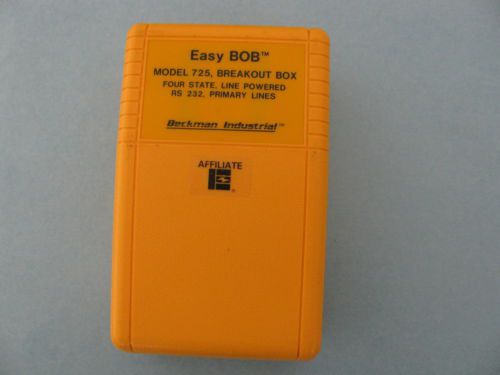 Easy BOB™
MODEL 725, BREAKOUT BOX
FOUR STATE, LINE POWERED
RS 232, PRIMARY LINES
Beckman Industrial™
AFFILIATE
E®